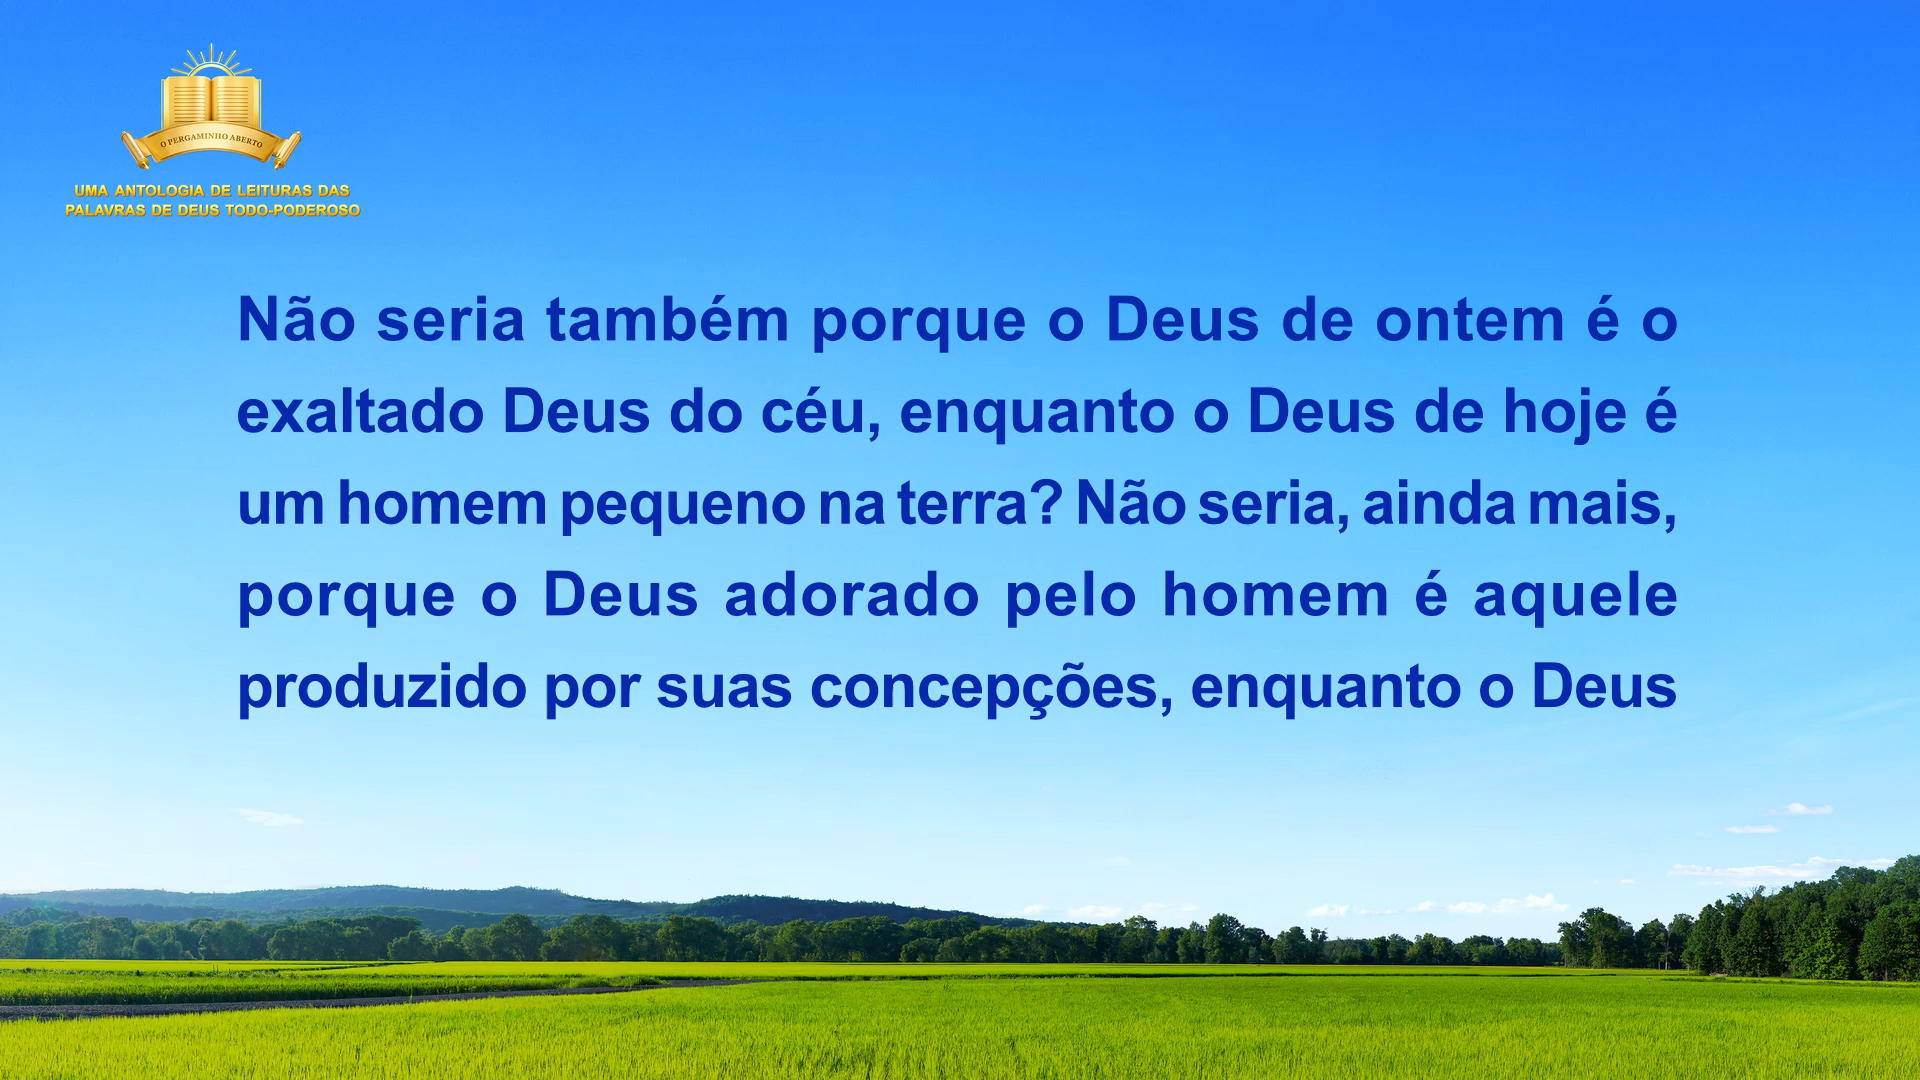 O PERGAMINHO ABERTO
UMA ANTOLOGIA DE LEITURAS DAS
PALAVRAS DE DEUS TODO-PODEROSO
Não seria também porque o Deus de ontem é o
exaltado Deus do céu, enquanto o Deus de hoje é
um homem pequeno na terra? Não seria, ainda mais,
porque o Deus adorado pelo homem é aquele
produzido por suas concepções, enquanto o Deus